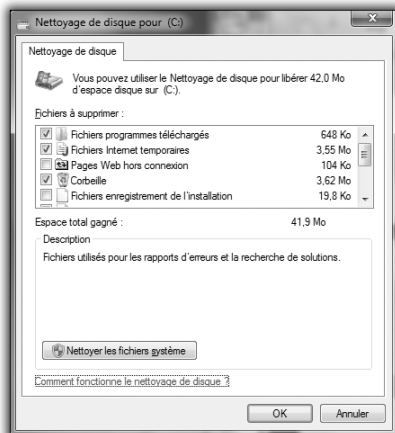 Nettoyage de disque pour (C:)
Nettoyage de disque
Vous pouvez utiliser le Nettoyage de disque pour libérer 42,0 Mo
d'espace disque sur (C:).
Fichiers à supprimer :
Fichiers programmes téléchargés 648 Ko
Fichiers Internet temporaires 3,55 Mo
Pages Web hors connexion 104 Ko
Corbeille 3,62 Mo
Fichiers enregistrement de l'installation 19,8 Ko
Espace total gagné : 41,9 Mo
Description
Fichiers utilisés pour les rapports d'erreurs et la recherche de solutions.
Nettoyer les fichiers système
Comment fonctionne le nettoyage de disque ?
OK Annuler